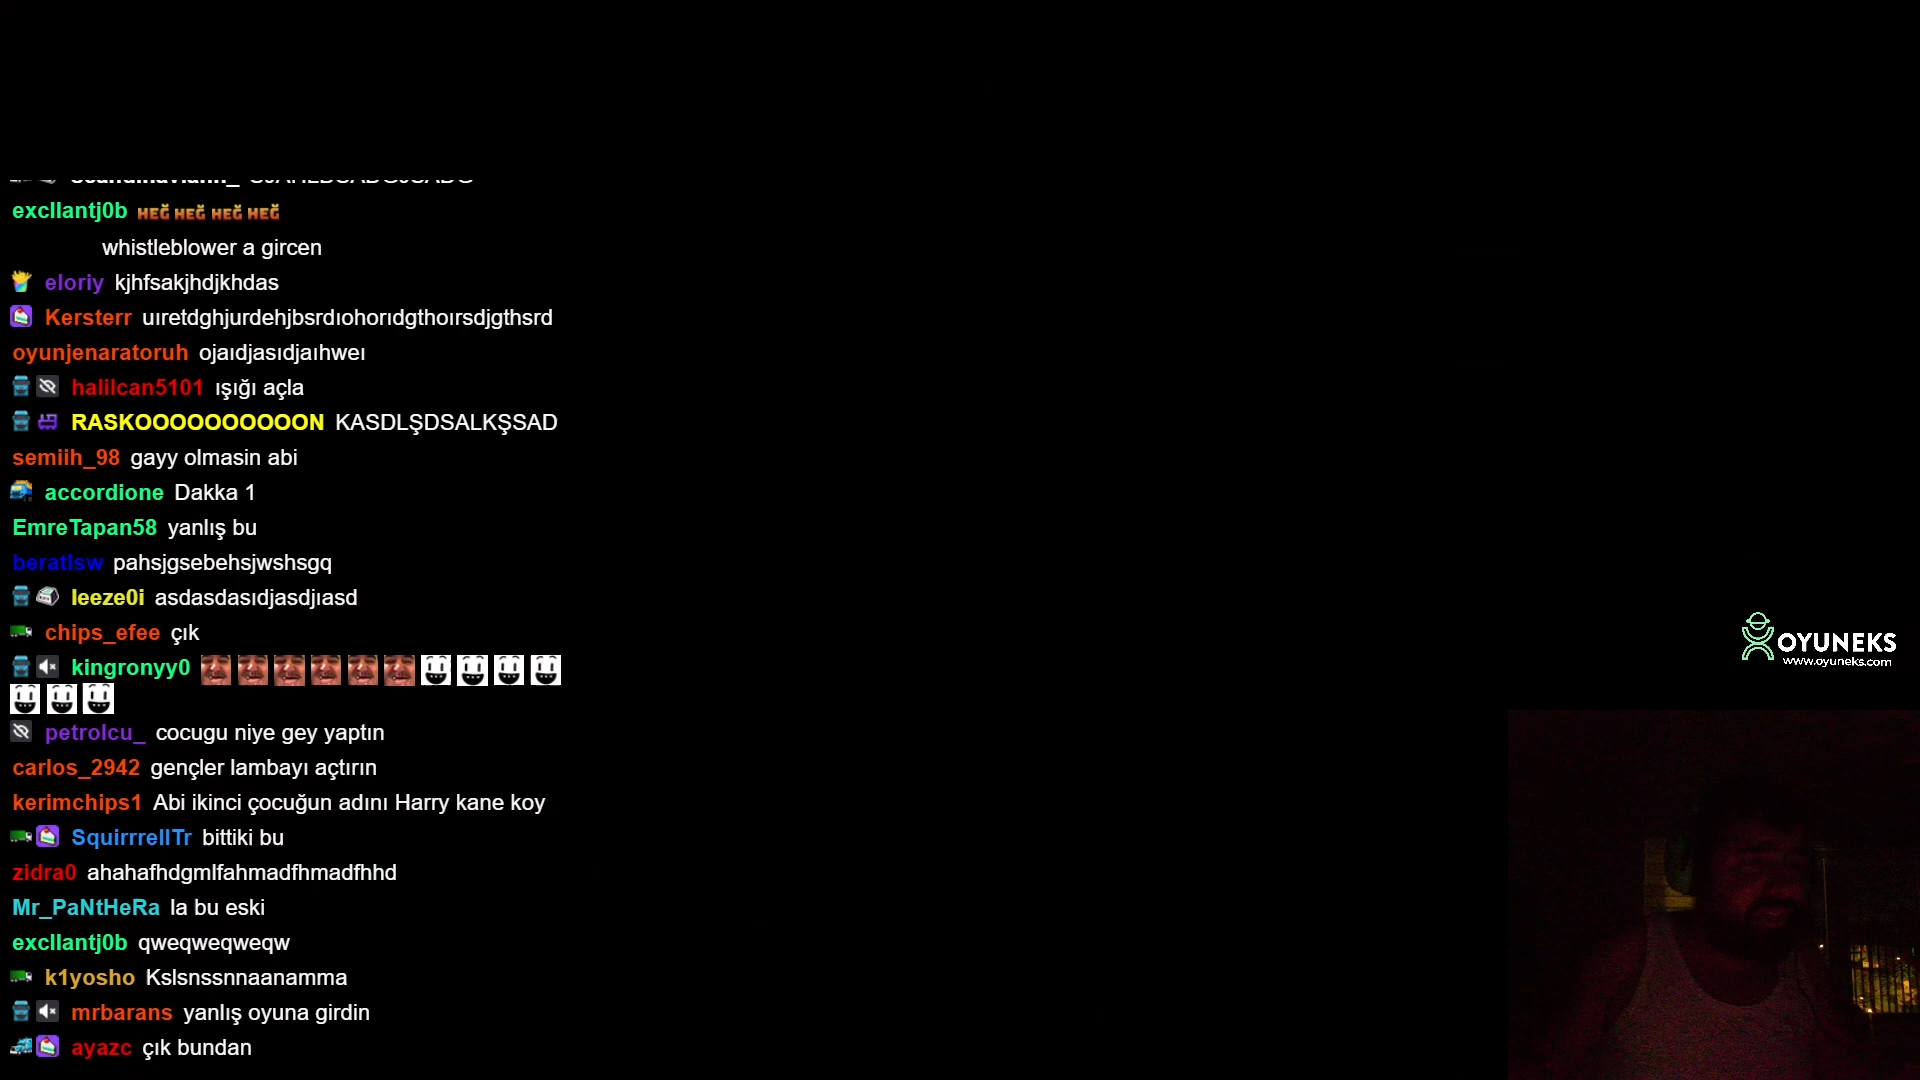 excllantj0b HEĞ HEĞ HEĞ HEĞ
whistleblower a gircen
eloriy kjhfsakjhdjkhdas
Kersterr uıretdghjurdehjbsrdıohorıdgthoırsdjgthsrd
oyunjenaratoruh ojaıdjasıdjaıhweı
halilcan5101 ışığı açla
RASKOOOOOOOOOON KASDLŞDSALKŞSAD
semiih_98 gayy olmasin abi
accordione Dakka 1
EmreTapan58 yanlış bu
beratlsw pahsjgsebehsjwshsgq
leeze0i asdasdasıdjasdjıasd
chips_efee çık
kingronyy0
petrolcu_ cocugu niye gey yaptın
carlos_2942 gençler lambayı açtırın
kerimchips1 Abi ikinci çocuğun adını Harry kane koy
SquirrrellTr bittiki bu
zidra0 ahahafhdgmlfahmadfhmadfhhd
Mr_PaNtHeRa la bu eski
excllantj0b qweqweqweqw
k1yosho Kslsnssnnaanamma
mrbarans yanlış oyuna girdin
ayazc çık bundan
OYUNEKS
www.oyuneks.com